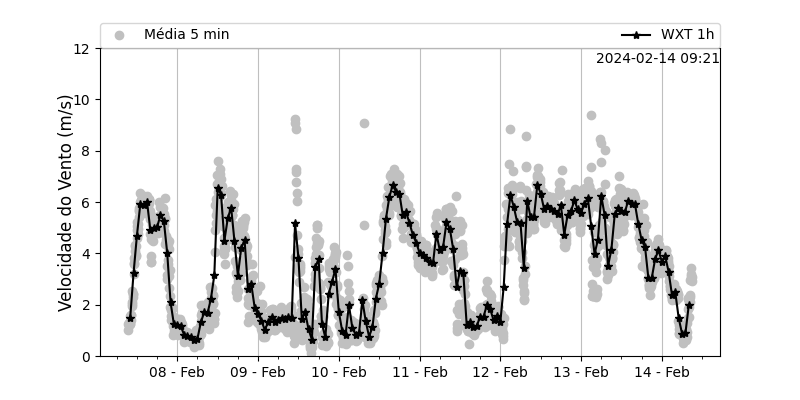 Média 5 min
WXT 1h
2024-02-14 09:21
Velocidade do Vento (m/s)
12
10
8
6
4
2
0
08 - Feb
09 - Feb
10 - Feb
11 - Feb
12 - Feb
13 - Feb
14 - Feb